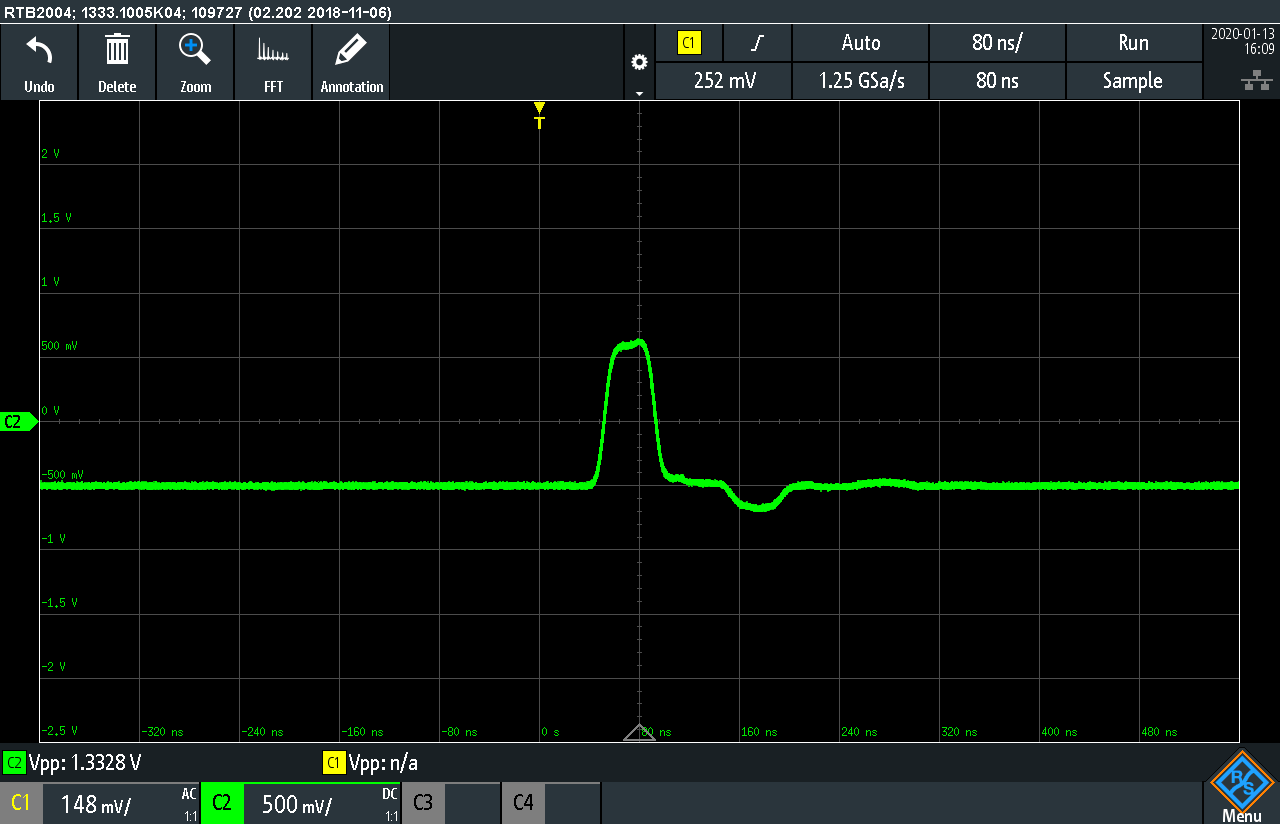 RTB2004; 1333.1005K04; 109727 (02.202 2018-11-06)
Undo
Delete
Zoom
FFT
Annotation
C1
Auto
80 ns/
Run
252 mV
1.25 GSa/s
80 ns
Sample
2020-01-13
16:09
T
2 V
1.5 V
1 V
500 mV
0 V
C2
-500 mV
-1 V
-1.5 V
-2 V
-2.5 V
-320 ns
-240 ns
-160 ns
-80 ns
0 s
80 ns
160 ns
240 ns
320 ns
400 ns
480 ns
C2 Vpp: 1.3328 V
C1 Vpp: n/a
C1
148 mV/
AC
1:1
C2
500 mV/
DC
1:1
C3
C4
R S
Menu